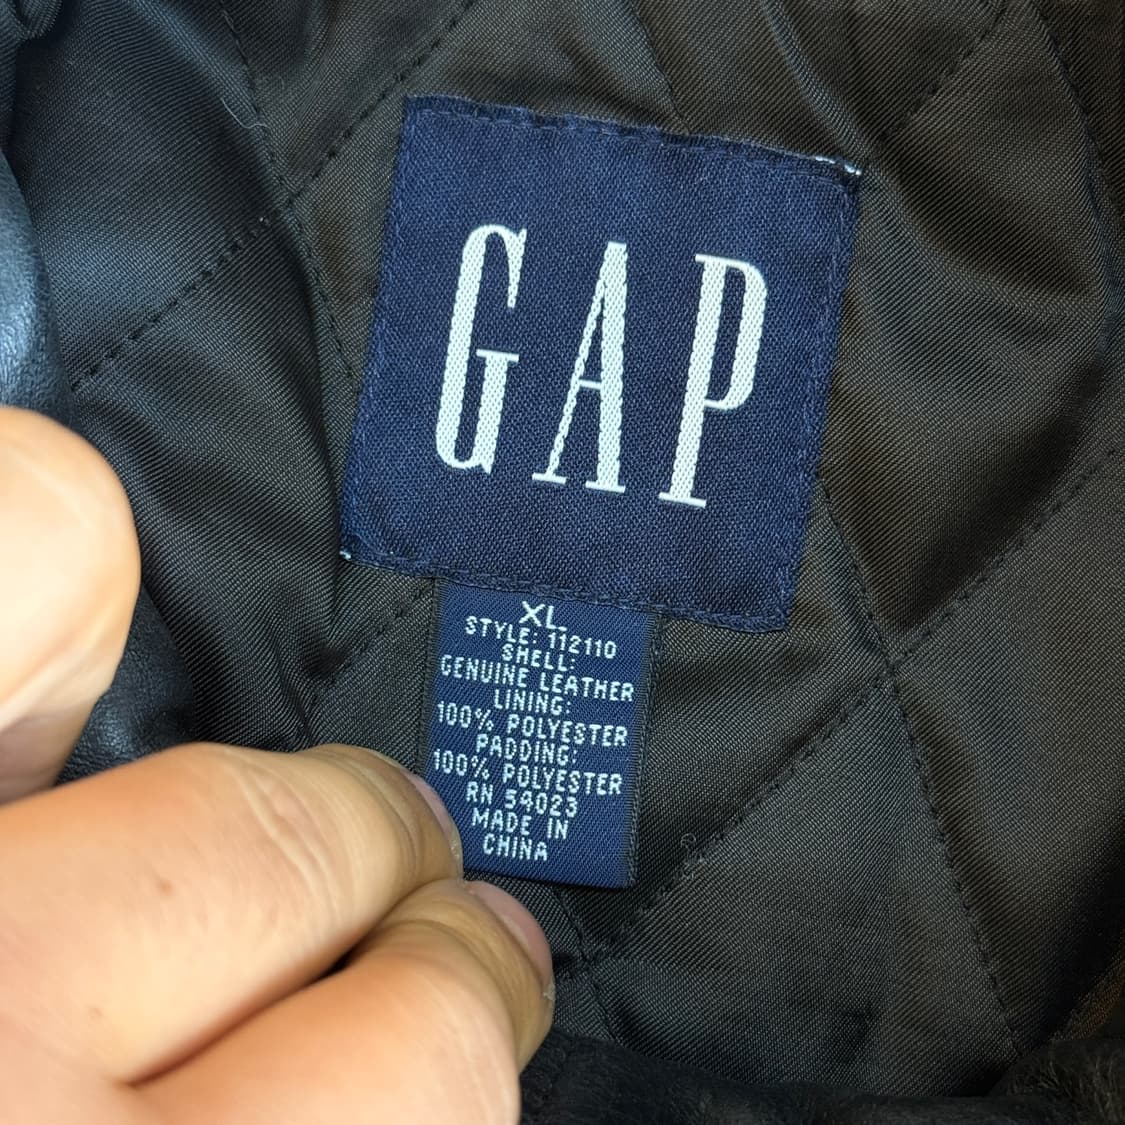 GAP
XL
STYLE: 112110
SHELL:
GENUINE LEATHER
LINING:
100% POLYESTER
PADDING:
100% POLYESTER
RN 54023
MADE IN
CHINA